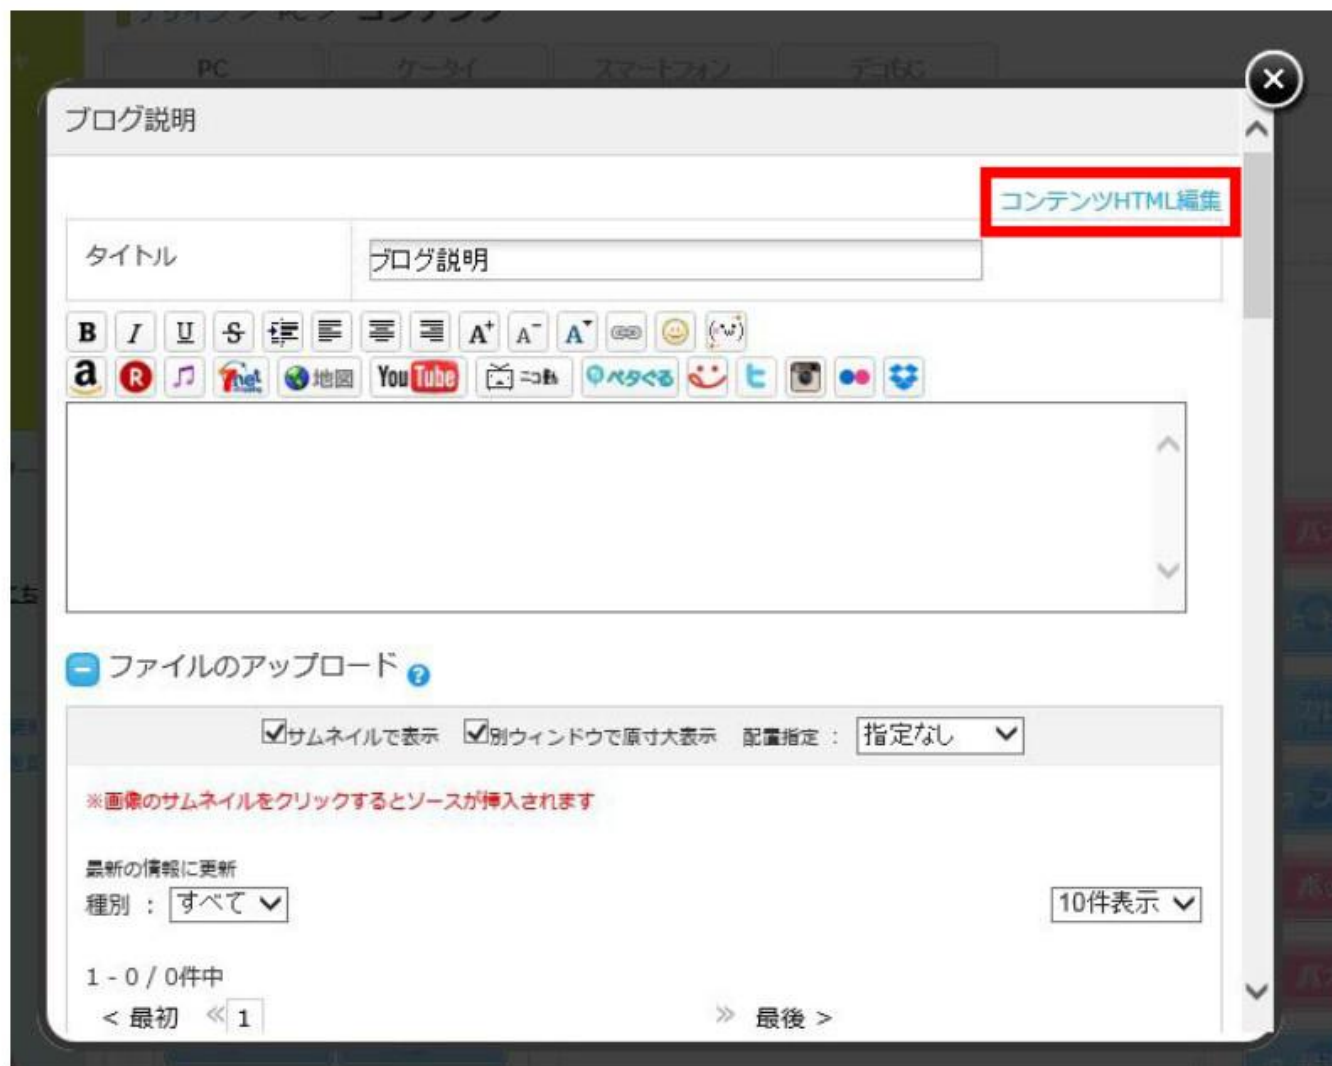 コンテンツ
PC ケータイ スマートフォン
ブログ説明
コンテンツHTML編集
タイトル ブログ説明
B I U S A+ A- A (･'ω')
a R 7net 地図 YouTube ニコ動 ペタぐる t
ファイルのアップロード ?
サムネイルで表示 別ウィンドウで原寸大表示 配置指定 : 指定なし
※画像のサムネイルをクリックするとソースが挿入されます
最新の情報に更新
種別 : すべて 10件表示
1 - 0 / 0件中
< 最初 ≪ 1 ≫ 最後 >